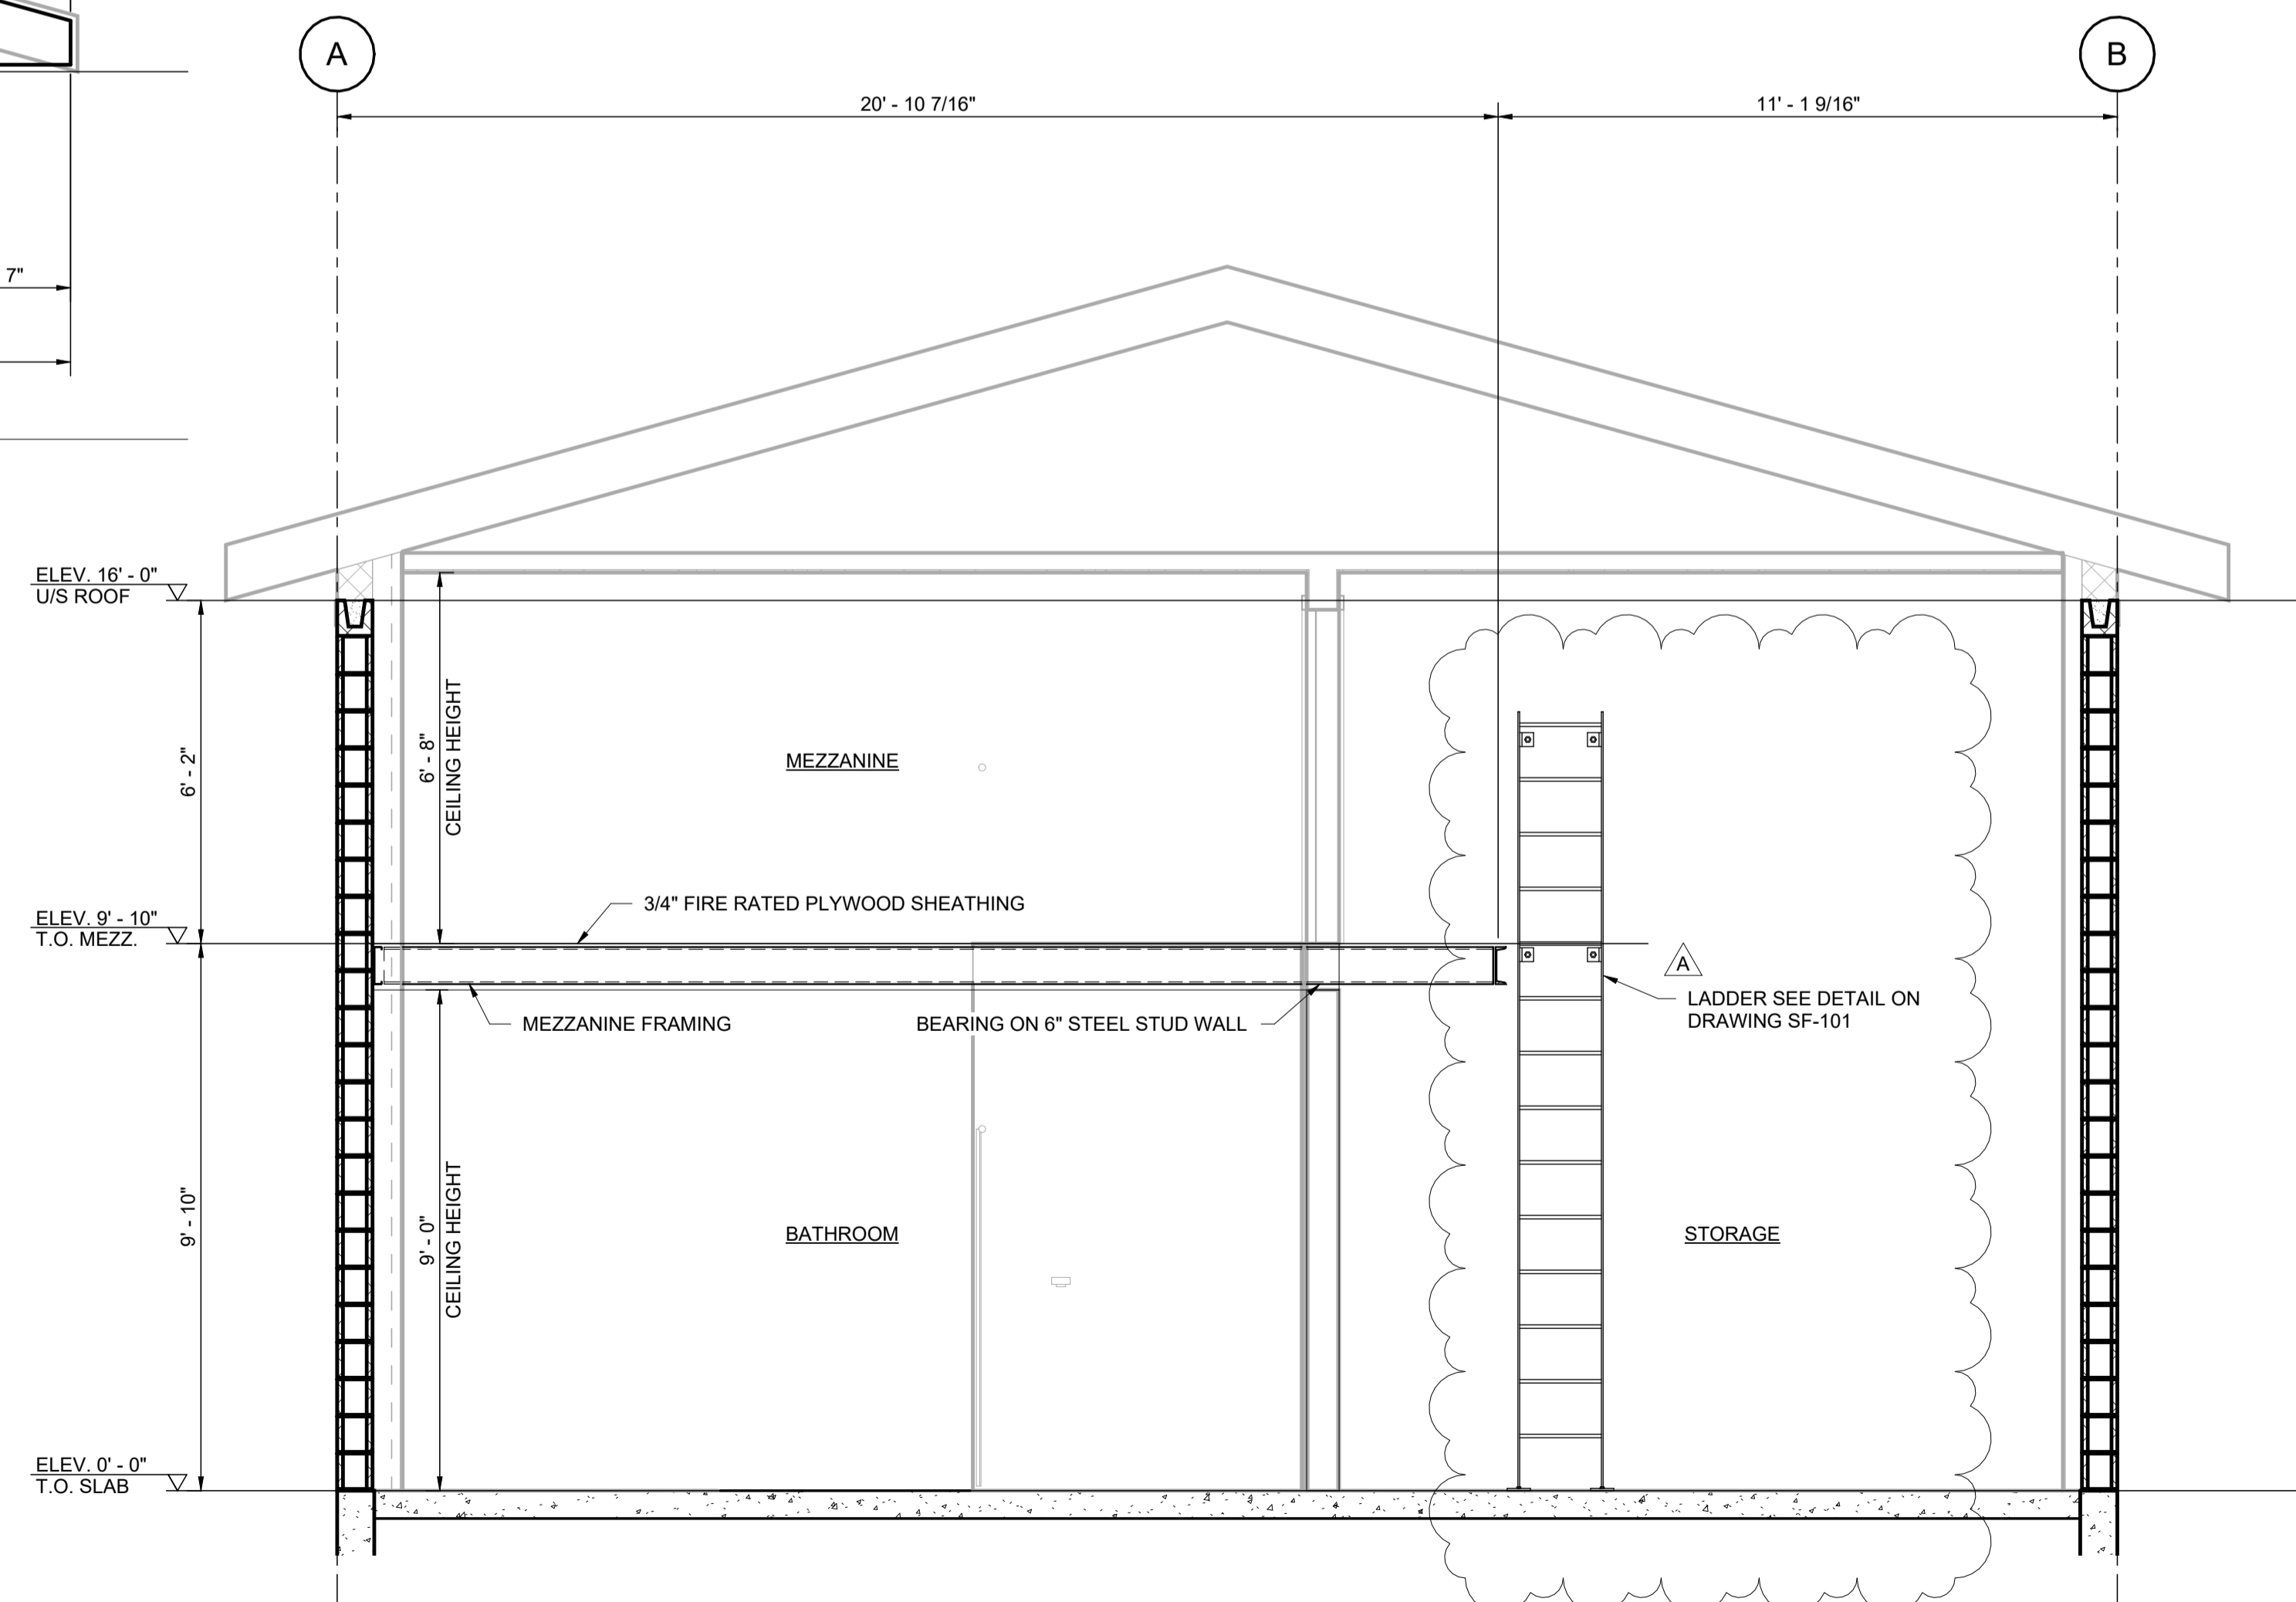 A
B
20' - 10 7/16"
11' - 1 9/16"
7"
ELEV. 16' - 0"
U/S ROOF
6' - 2"
6' - 8"
CEILING HEIGHT
MEZZANINE
3/4" FIRE RATED PLYWOOD SHEATHING
ELEV. 9' - 10"
T.O. MEZZ.
A
LADDER SEE DETAIL ON
DRAWING SF-101
MEZZANINE FRAMING
BEARING ON 6" STEEL STUD WALL
9' - 10"
9' - 0"
CEILING HEIGHT
BATHROOM
STORAGE
ELEV. 0' - 0"
T.O. SLAB